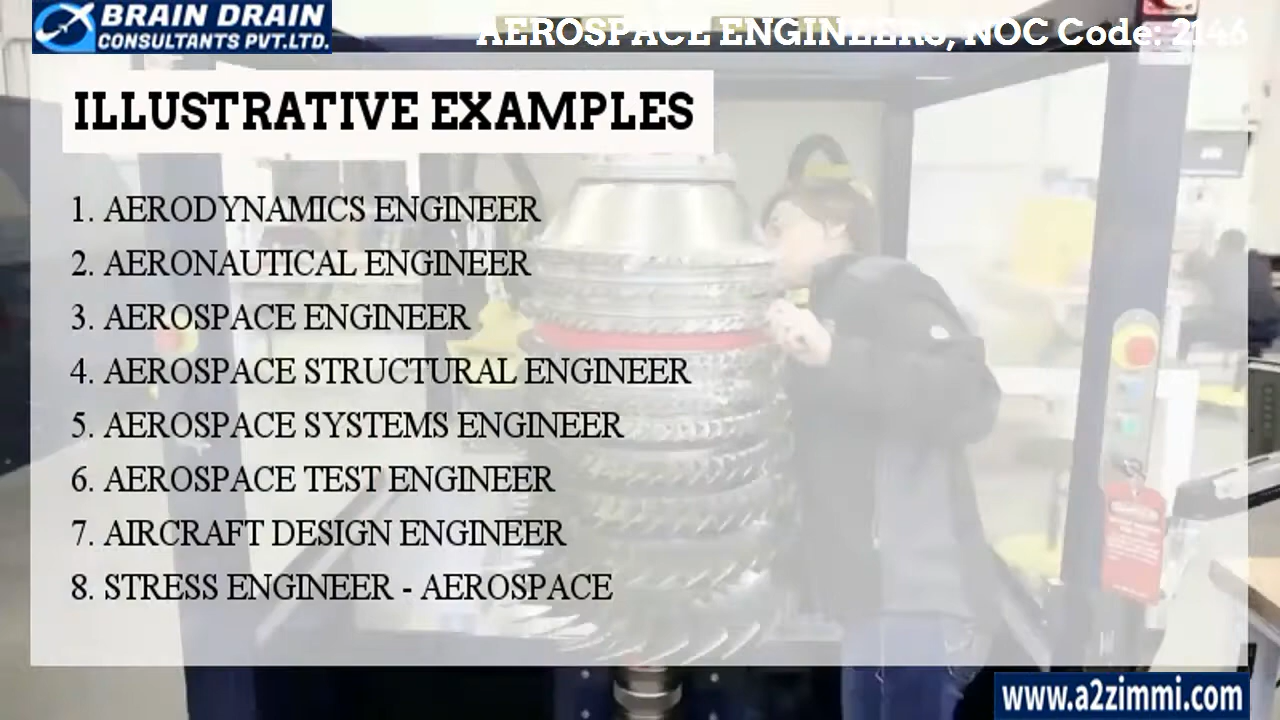 BRAIN DRAIN
CONSULTANTS PVT.LTD.
AEROSPACE ENGINEERS, NOC Code: 2146
ILLUSTRATIVE EXAMPLES
1. AERODYNAMICS ENGINEER
2. AERONAUTICAL ENGINEER
3. AEROSPACE ENGINEER
4. AEROSPACE STRUCTURAL ENGINEER
5. AEROSPACE SYSTEMS ENGINEER
6. AEROSPACE TEST ENGINEER
7. AIRCRAFT DESIGN ENGINEER
8. STRESS ENGINEER - AEROSPACE
www.a2zimmi.com